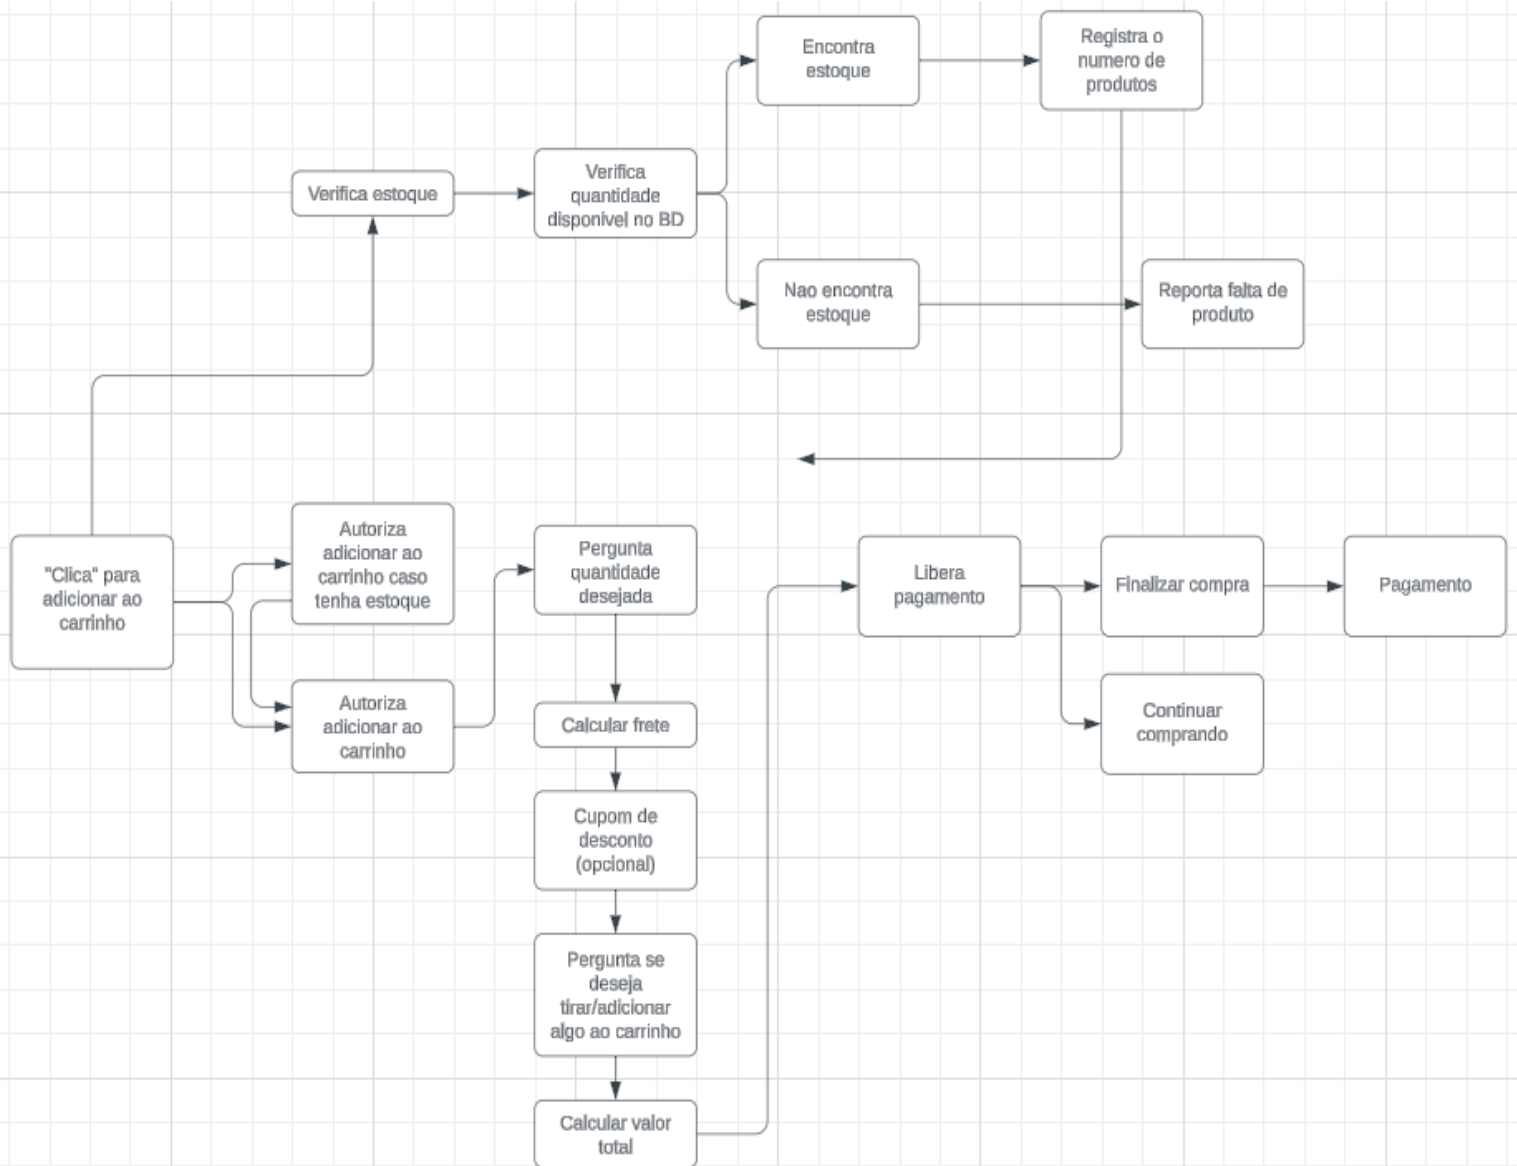 Encontra
estoque
Registra o
numero de
produtos
Verifica estoque
Verifica
quantidade
disponivel no BD
Nao encontra
estoque
Reporta falta de
produto
"Clica" para
adicionar ao
carrinho
Autoriza
adicionar ao
carrinho caso
tenha estoque
Autoriza
adicionar ao
carrinho
Pergunta
quantidade
desejada
Calcular frete
Cupom de
desconto
(opcional)
Pergunta se
deseja
tirar/adicionar
algo ao carrinho
Calcular valor
total
Libera
pagamento
Finalizar compra
Pagamento
Continuar
comprando